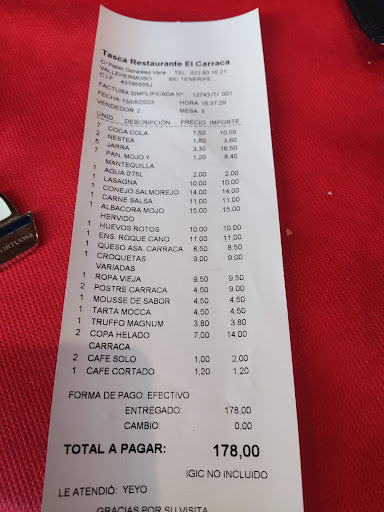 Tasca Restaurante El Carraca
C/ Pablo González Vera TEL. 922 80 10 21
VALLEHERMOSO S/C TENERIFE
C.I.F. 43786555J
FACTURA SIMPLIFICADA Nº 127437/ 001
FECHA 13/08/2023 HORA 16:37:29
VENDEDOR 2 MESA 9
UNID DESCRIPCIÓN PRECIO IMPORTE
7 COCA COLA 1,50 10,50
2 NESTEA 1,80 3,60
5 JARRA 3,30 16,50
7 PAN, MOJO Y 1,20 8,40
MANTEQUILLA
1 AGUA 0'75L 2,00 2,00
1 LASAGNA 10,00 10,00
1 CONEJO SALMOREJO 14,00 14,00
1 CARNE SALSA 11,00 11,00
1 ALBACORA MOJO 15,00 15,00
HERVIDO
1 HUEVOS ROTOS 10,00 10,00
1 ENS. ROQUE CANO 11,00 11,00
1 QUESO ASA. CARRACA 8,50 8,50
1 CROQUETAS 9,00 9,00
VARIADAS
1 ROPA VIEJA 9,50 9,50
2 POSTRE CARRACA 4,50 9,00
1 MOUSSE DE SABOR 4,50 4,50
1 TARTA MOCCA 4,50 4,50
1 TRUFFO MAGNUM 3,80 3,80
2 COPA HELADO 7,00 14,00
CARRACA
2 CAFE SOLO 1,00 2,00
1 CAFE CORTADO 1,20 1,20
FORMA DE PAGO: EFECTIVO
ENTREGADO: 178,00
CAMBIO: 0,00
TOTAL A PAGAR: 178,00
IGIC NO INCLUIDO
LE ATENDIÓ: YEYO
GRACIAS POR SU VISITA
VIRTUOSA